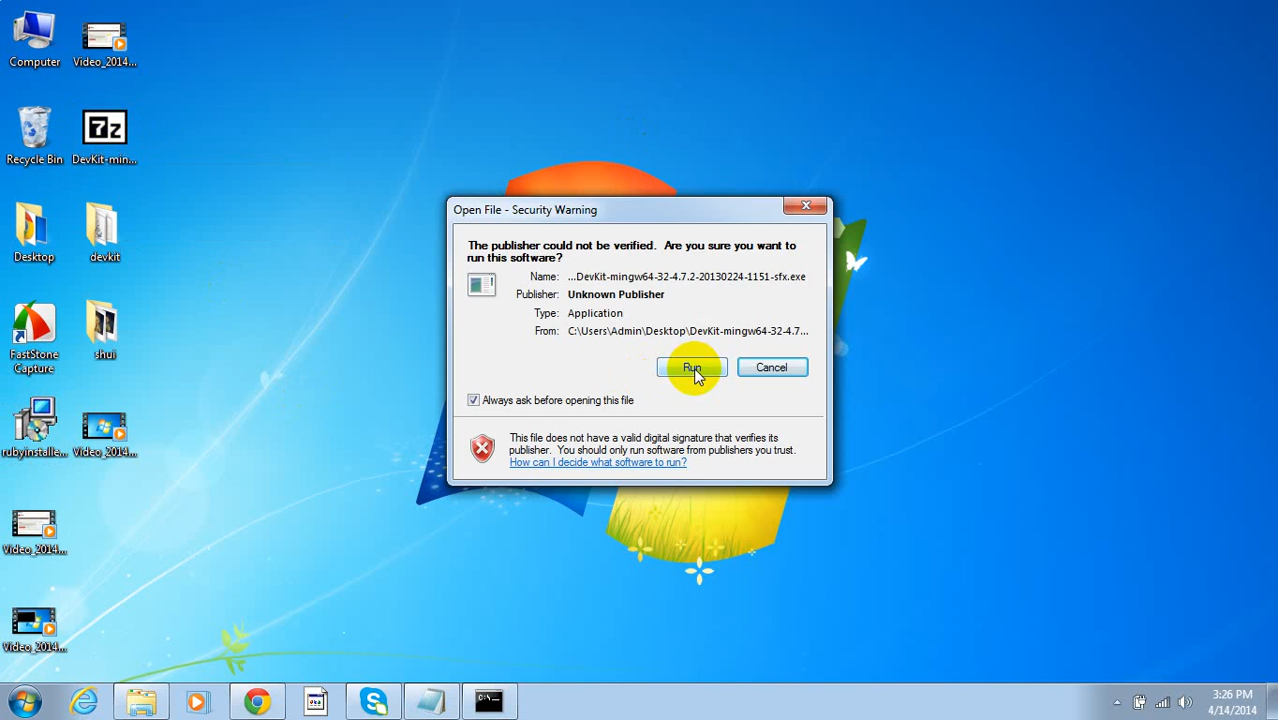 Computer
Video_2014...
Recycle Bin
7z
DevKit-min...
Desktop
devkit
FastStone
Capture
shui
rubyinstalle...
Video_2014...
Video_2014...
Video_2014...
Open File - Security Warning
The publisher could not be verified. Are you sure you want to
run this software?
Name: ...DevKit-mingw64-32-4.7.2-20130224-1151-sfx.exe
Publisher: Unknown Publisher
Type: Application
From: C:\Users\Admin\Desktop\DevKit-mingw64-32-4.7...
Run
Cancel
Always ask before opening this file
This file does not have a valid digital signature that verifies its
publisher. You should only run software from publishers you trust.
How can I decide what software to run?
3:26 PM
4/14/2014